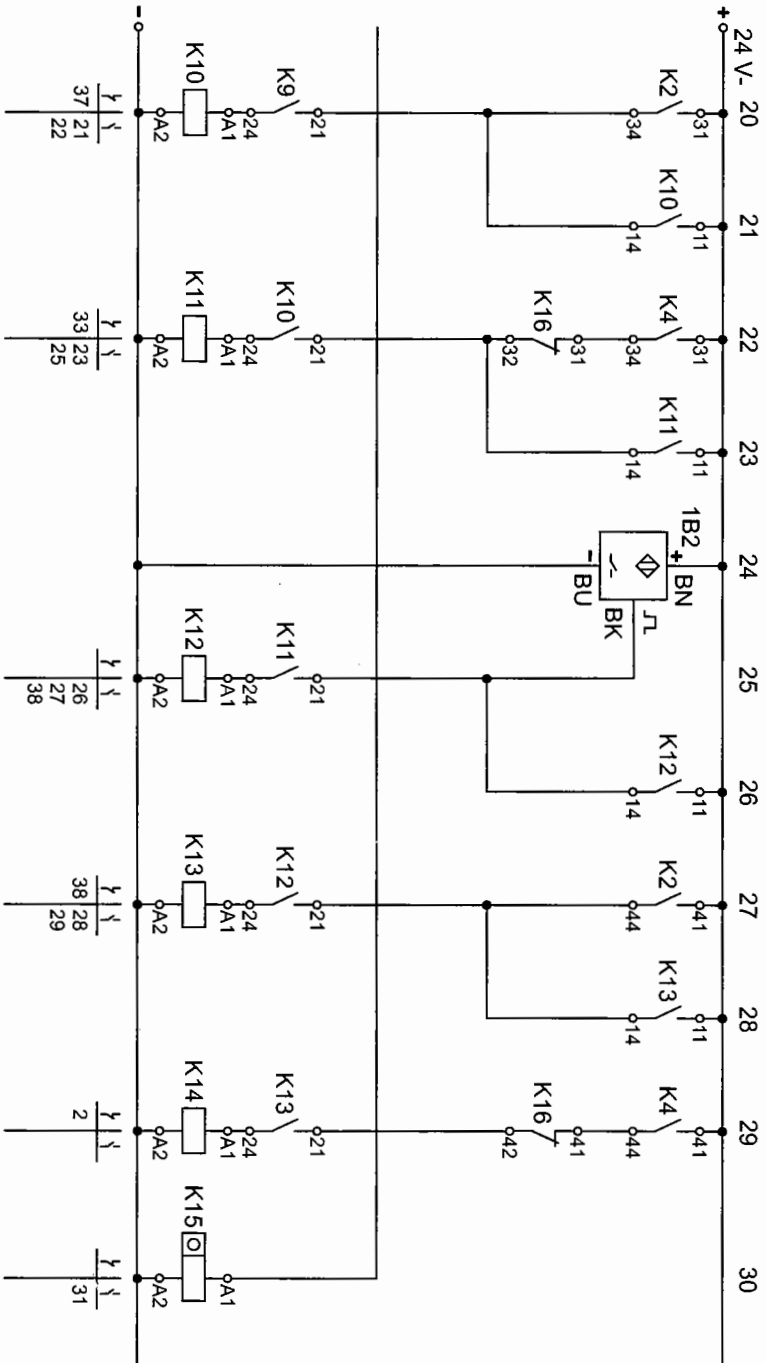 24 V- 20 21 22 23 24 25 26 27 28 29 30
+
31 11 31 11 + BN 11 41 11 41
K2 K10 K4 K11 1B2 K12 K2 K13 K4
34 14 34 14 BK 14 44 14 44
- BU
31 41
K16 K16
32 42
21 21 21 21 21
K9 K10 K11 K12 K13
24 24 24 24 24
A1 A1 A1 A1 A1 A1
K10 K11 K12 K13 K14 K15
A2 A2 A2 A2 A2 A2
-
37 21 33 23 26 38 28 2 31
22 25 27 29
38